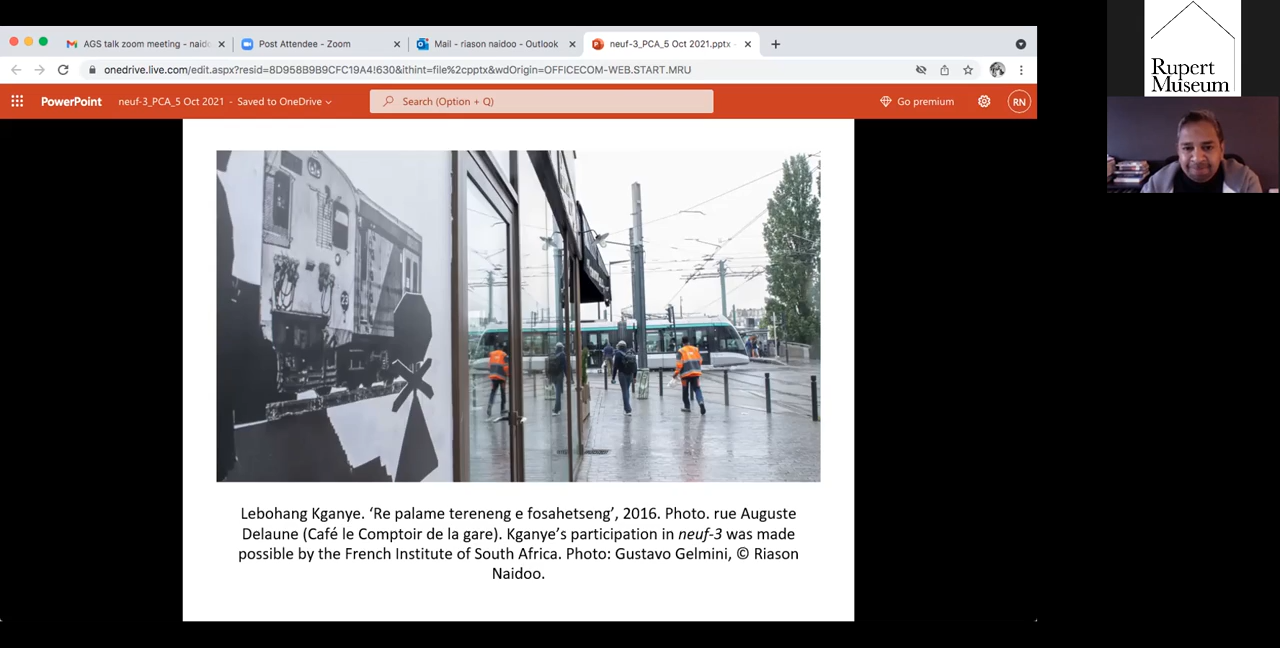 AGS talk zoom meeting - naido
Post Attendee - Zoom
Mail - riason naidoo - Outlook
neuf-3_PCA_5 Oct 2021.pptx -
onedrive.live.com/edit.aspx?resid=8D958B9B9CFC19A4!630&ithint=file%2cpptx&wdOrigin=OFFICECOM-WEB.START.MRU
PowerPoint
neuf-3_PCA_5 Oct 2021 - Saved to OneDrive
Search (Option + Q)
Go premium
RN
Rupert
Museum
23
Lebohang Kganye. ‘Re palame tereneng e fosahetseng’, 2016. Photo. rue Auguste
Delaune (Café le Comptoir de la gare). Kganye’s participation in neuf-3 was made
possible by the French Institute of South Africa. Photo: Gustavo Gelmini, © Riason
Naidoo.